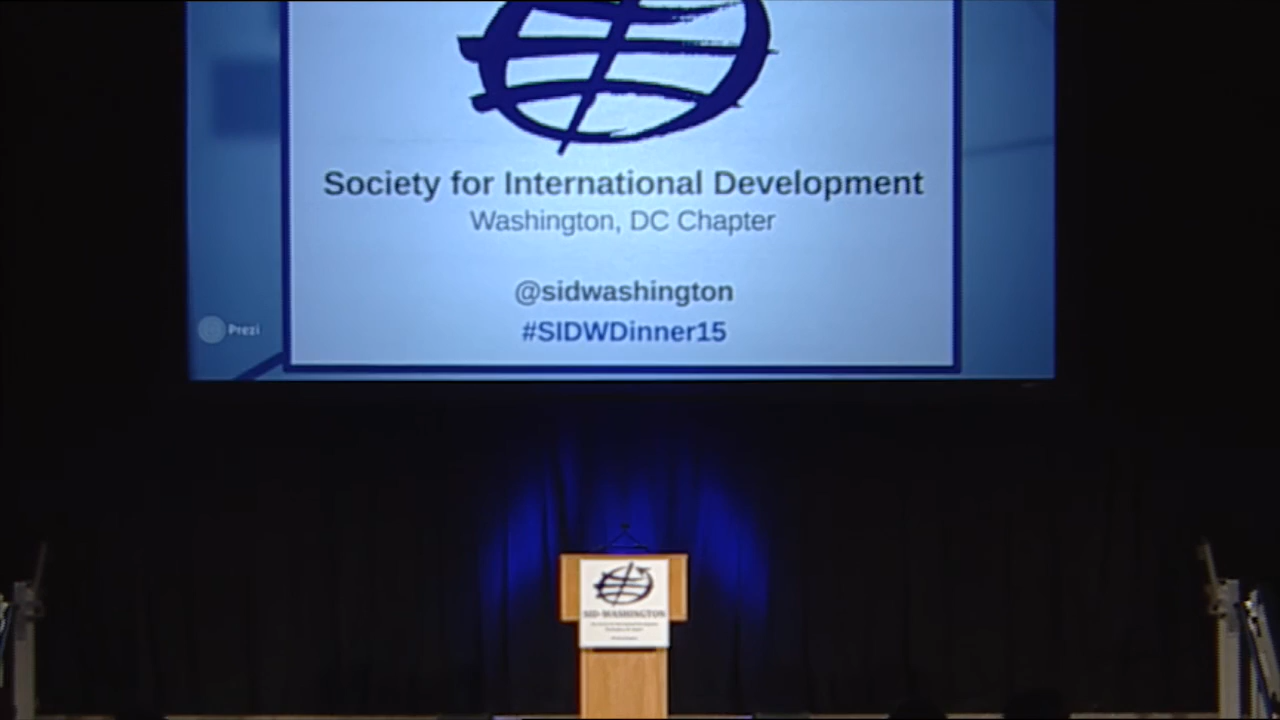 Society for International Development
Washington, DC Chapter
@sidwashington
#SIDWDinner15
Prezi
SID-WASHINGTON